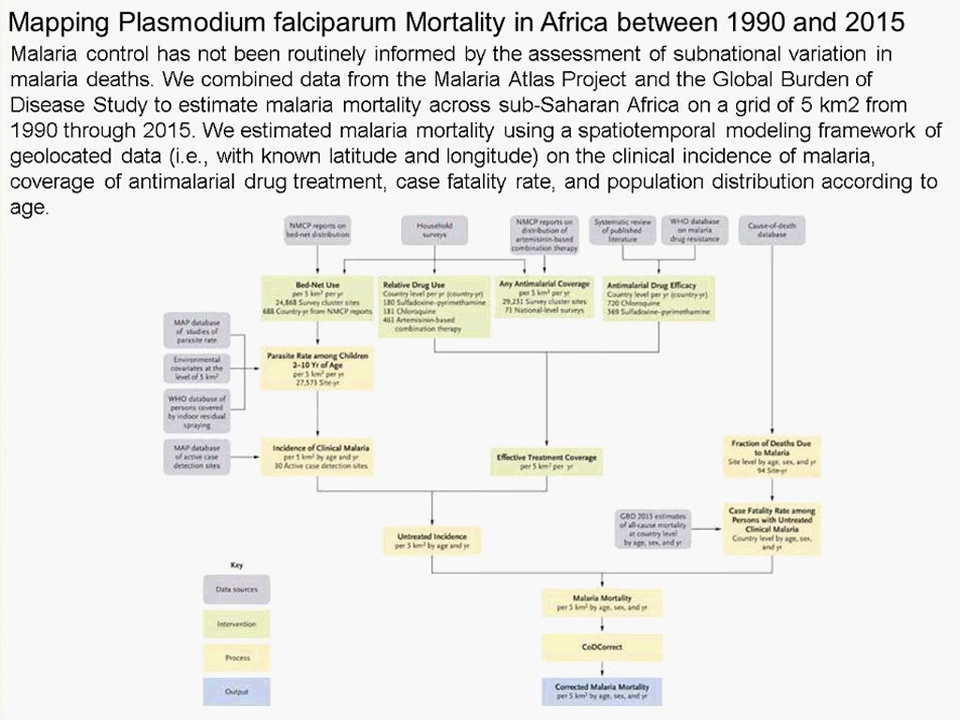 Mapping Plasmodium falciparum Mortality in Africa between 1990 and 2015
Malaria control has not been routinely informed by the assessment of subnational variation in
malaria deaths. We combined data from the Malaria Atlas Project and the Global Burden of
Disease Study to estimate malaria mortality across sub-Saharan Africa on a grid of 5 km2 from
1990 through 2015. We estimated malaria mortality using a spatiotemporal modeling framework of
geolocated data (i.e., with known latitude and longitude) on the clinical incidence of malaria,
coverage of antimalarial drug treatment, case fatality rate, and population distribution according to
age.
NMCP reports on
bed-net distribution
Household
surveys
NMCP reports on
distribution of
artemisinin-based
combination therapy
Systematic review
of published
literature
WHO database
on malaria
drug resistance
Cause-of-death
database
Bed-Net Use
per 5 km² per yr
24,868 Survey cluster sites
688 Country-yr from NMCP reports
Relative Drug Use
Country level per yr (country-yr)
180 Sulfadoxine–pyrimethamine
181 Chloroquine
461 Artemisinin-based
combination therapy
Any Antimalarial Coverage
per 5 km² per yr
29,251 Survey cluster sites
71 National-level surveys
Antimalarial Drug Efficacy
Country level per yr (country-yr)
720 Chloroquine
369 Sulfadoxine–pyrimethamine
MAP database
of studies of
parasite rate
Environmental
covariates at the
level of 5 km²
WHO database of
persons covered
by indoor residual
spraying
Parasite Rate among Children
2–10 Yr of Age
per 5 km² per yr
27,573 Site-yr
MAP database
of active case
detection sites
Incidence of Clinical Malaria
per 5 km² by age and yr
30 Active case detection sites
Effective Treatment Coverage
per 5 km² per yr
Fraction of Deaths Due
to Malaria
Site level by age, sex, and yr
94 Site-yr
Untreated Incidence
per 5 km² by age and yr
GBD 2015 estimates
of all-cause mortality
at country level
by age, sex, and yr
Case Fatality Rate among
Persons with Untreated
Clinical Malaria
Country level by age, sex,
and yr
Key
Data sources
Intervention
Process
Output
Malaria Mortality
per 5 km² by age, sex, and yr
CoDCorrect
Corrected Malaria Mortality
per 5 km² by age, sex, and yr